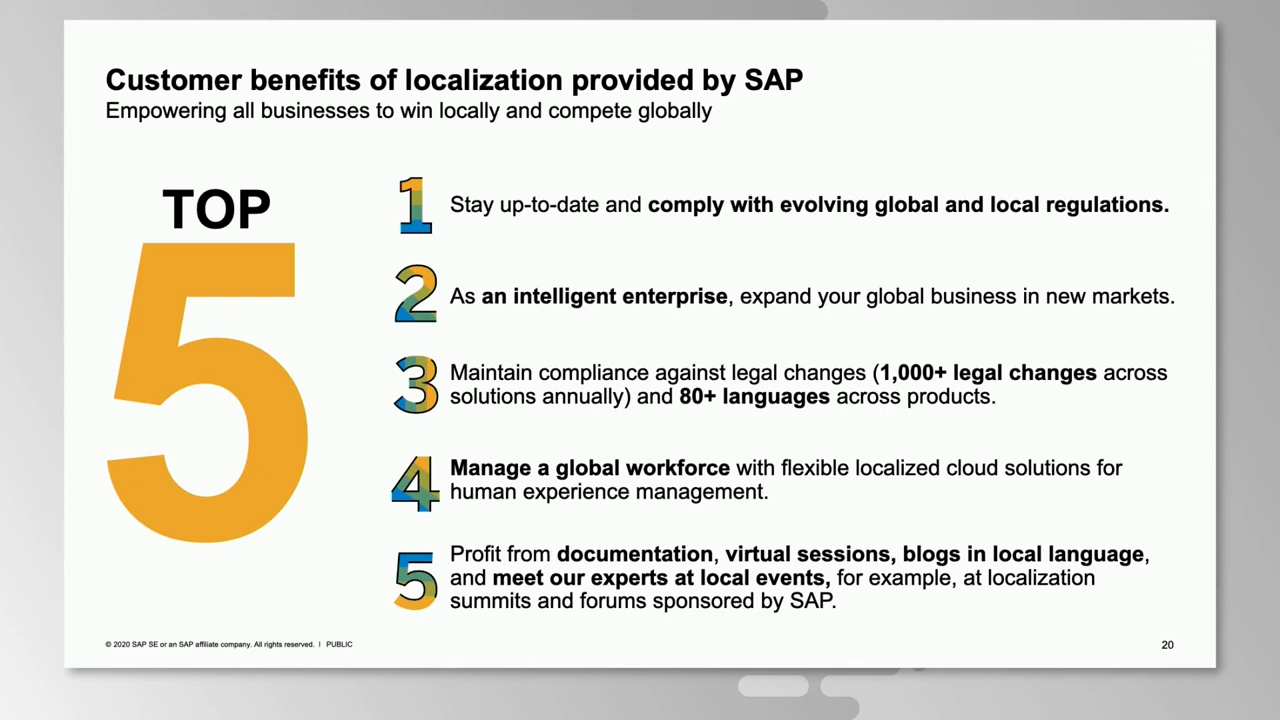 Customer benefits of localization provided by SAP
Empowering all businesses to win locally and compete globally
TOP
5
1 Stay up-to-date and comply with evolving global and local regulations.
2 As an intelligent enterprise, expand your global business in new markets.
3 Maintain compliance against legal changes (1,000+ legal changes across
solutions annually) and 80+ languages across products.
4 Manage a global workforce with flexible localized cloud solutions for
human experience management.
5 Profit from documentation, virtual sessions, blogs in local language,
and meet our experts at local events, for example, at localization
summits and forums sponsored by SAP.
© 2020 SAP SE or an SAP affiliate company. All rights reserved. | PUBLIC
20